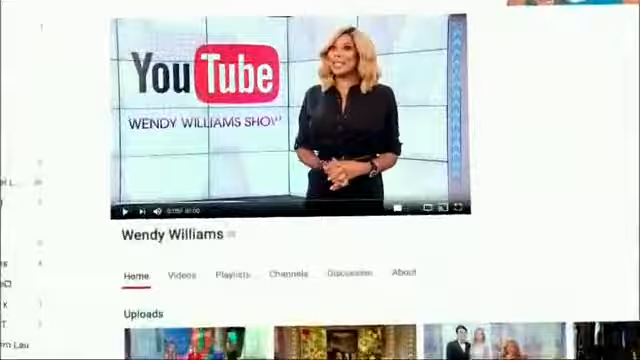 YouTube
WENDY WILLIAMS SHOW
Wendy Williams
Home Videos Playlists Channels Discussion About
Uploads